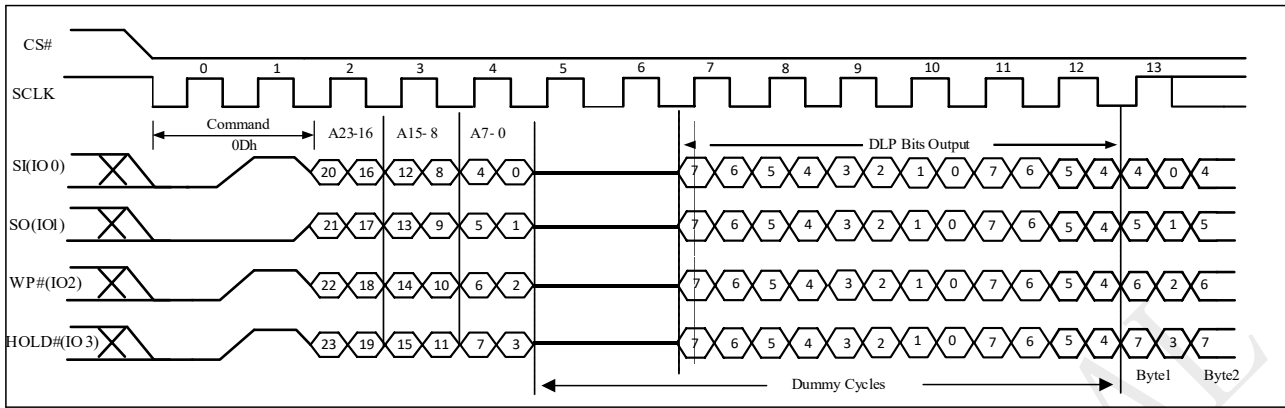 CS#
0 1 2 3 4 5 6 7 8 9 10 11 12 13
SCLK
Command A23-16 A15-8 A7-0 DLP Bits Output
0Dh
SI(IO0) 20 16 12 8 4 0 7 6 5 4 3 2 1 0 7 6 5 4 4 0 4
SO(IO1) 21 17 13 9 5 1 7 6 5 4 3 2 1 0 7 6 5 4 5 1 5
WP#(IO2) 22 18 14 10 6 2 7 6 5 4 3 2 1 0 7 6 5 4 6 2 6
HOLD#(IO3) 23 19 15 11 7 3 7 6 5 4 3 2 1 0 7 6 5 4 7 3 7
Dummy Cycles Byte1 Byte2